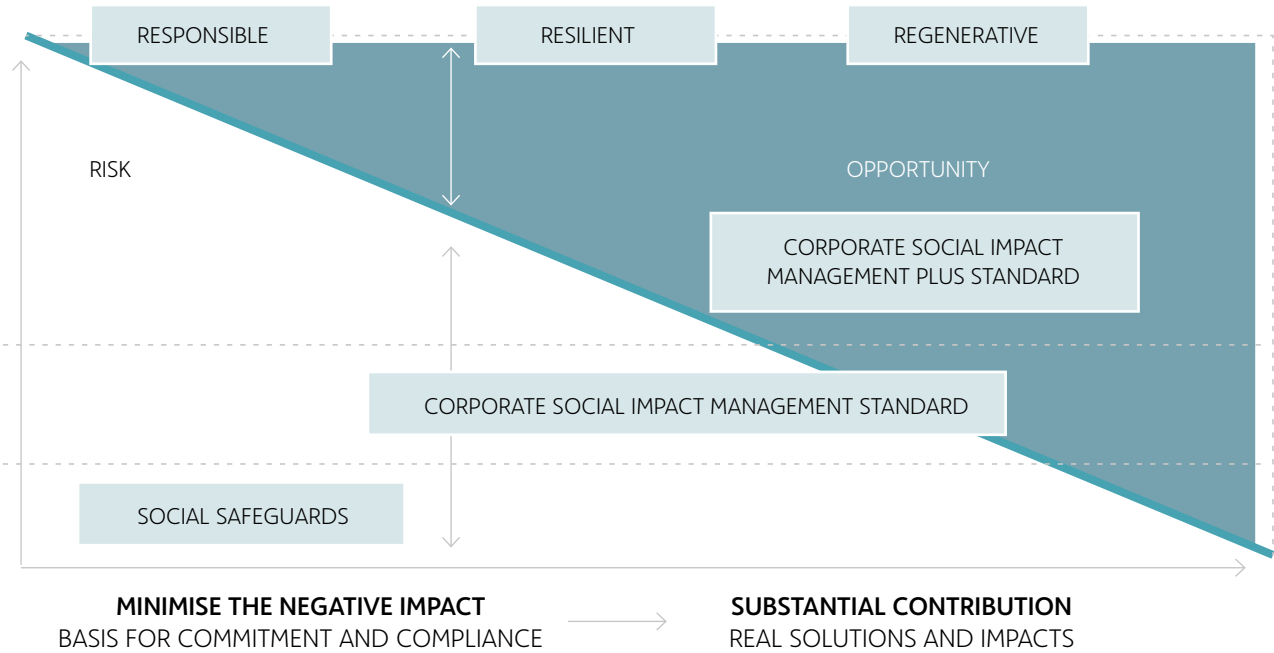 RESPONSIBLE
RESILIENT
REGENERATIVE
RISK
OPPORTUNITY
CORPORATE SOCIAL IMPACT
MANAGEMENT PLUS STANDARD
CORPORATE SOCIAL IMPACT MANAGEMENT STANDARD
SOCIAL SAFEGUARDS
MINIMISE THE NEGATIVE IMPACT
BASIS FOR COMMITMENT AND COMPLIANCE
SUBSTANTIAL CONTRIBUTION
REAL SOLUTIONS AND IMPACTS